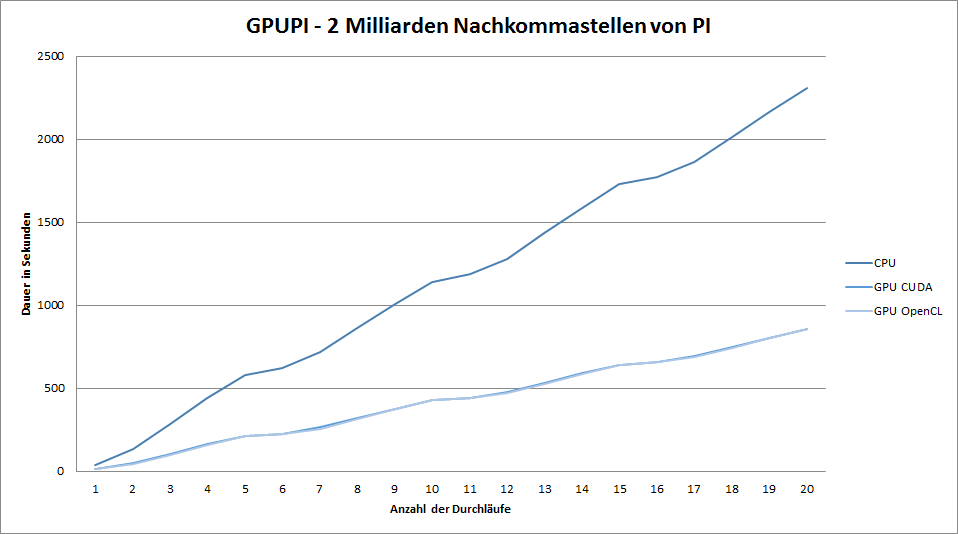 GPUPI - 2 Milliarden Nachkommastellen von PI
2500
2000
1500
1000
500
0
Dauer in Sekunden
1 2 3 4 5 6 7 8 9 10 11 12 13 14 15 16 17 18 19 20
Anzahl der Durchläufe
CPU
GPU CUDA
GPU OpenCL